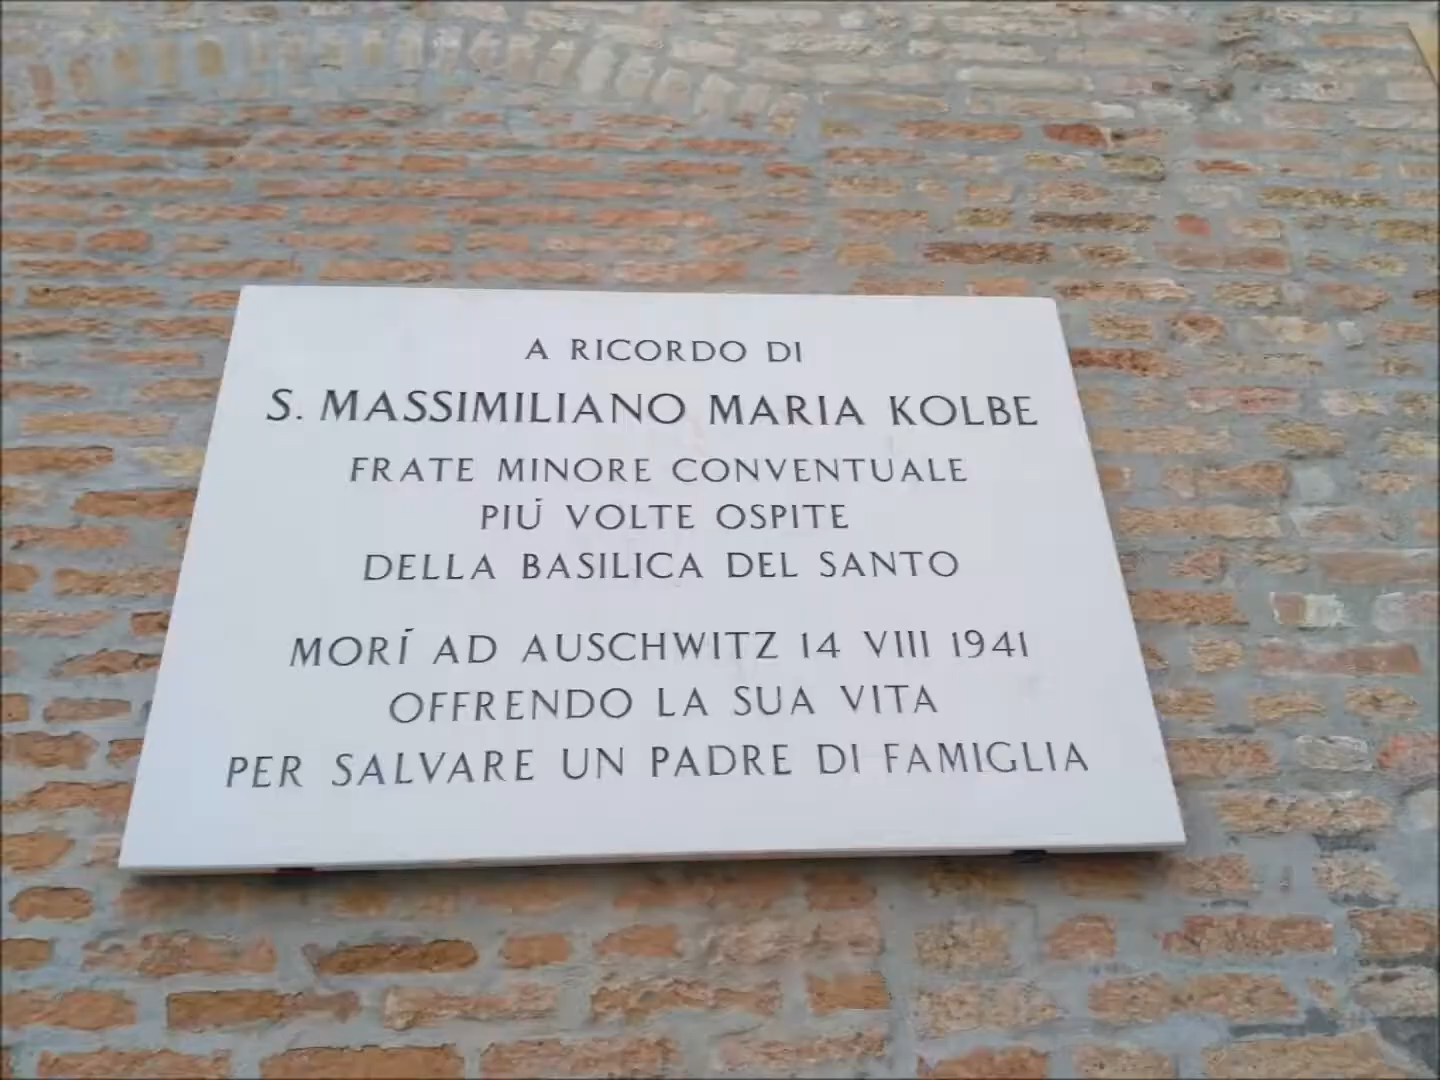 A RICORDO DI
S. MASSIMILIANO MARIA KOLBE
FRATE MINORE CONVENTUALE
PIÚ VOLTE OSPITE
DELLA BASILICA DEL SANTO
MORÍ AD AUSCHWITZ 14 VIII 1941
OFFRENDO LA SUA VITA
PER SALVARE UN PADRE DI FAMIGLIA